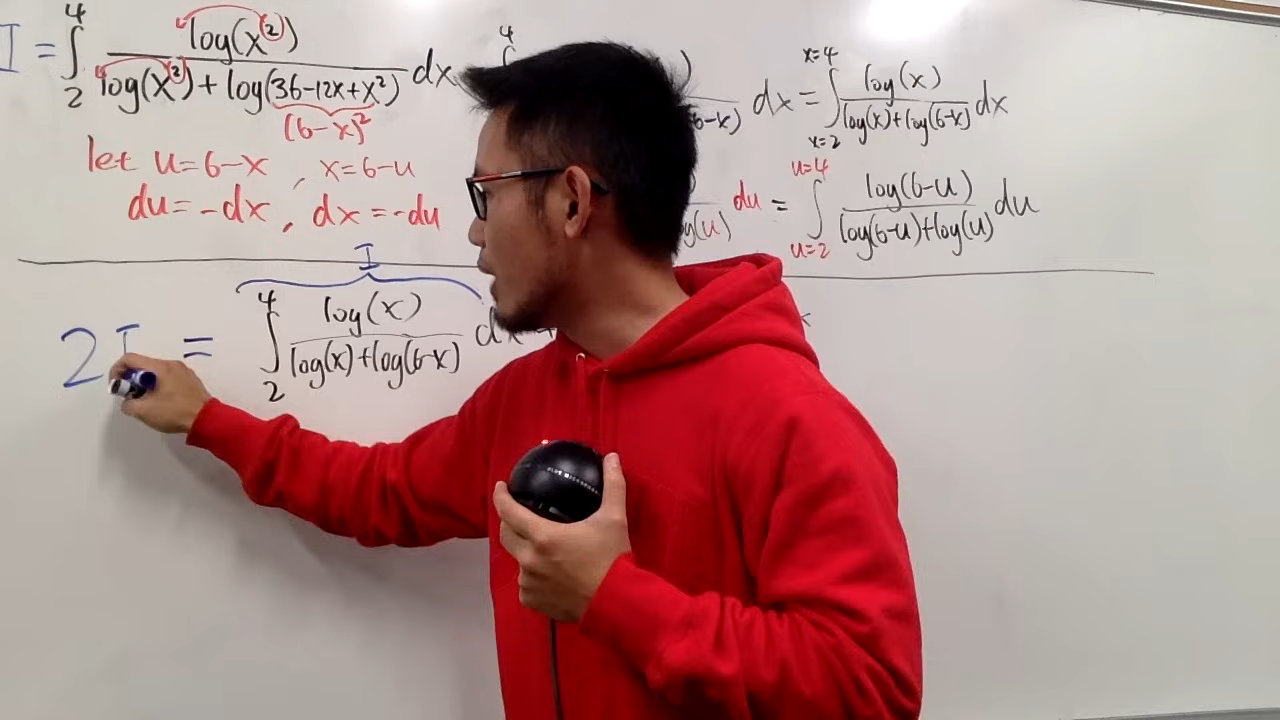 I = ∫₂⁴ log(x²) / (log(x²) + log(36-12x+x²)) dx
(6-x)²
4
6-x) dx = ∫_{x=2}^{x=4} log(x) / (log(x)+log(6-x)) dx
let u=6-x , x=6-u
du=-dx , dx=-du
g(u) du = ∫_{u=2}^{u=4} log(6-u) / (log(6-u)+log(u)) du
I
2I = ∫₂⁴ log(x) / (log(x)+log(6-x)) dx +